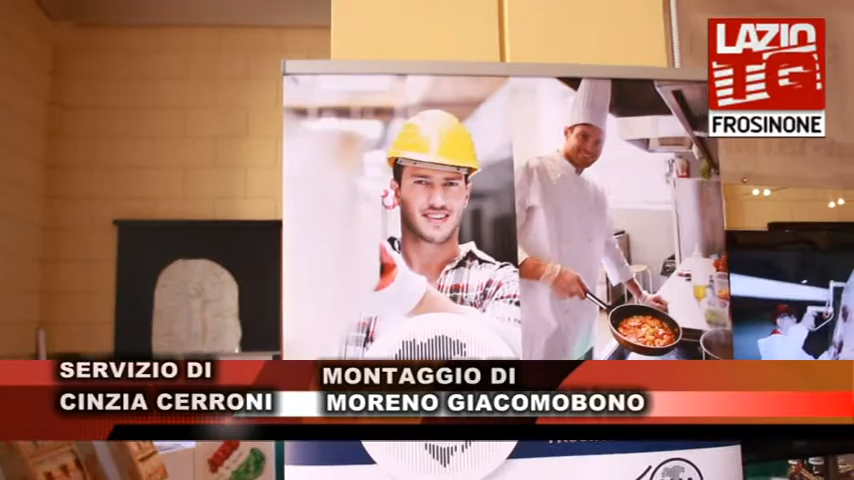 LAZIO
TG
FROSINONE
SERVIZIO DI
CINZIA CERRONI
MONTAGGIO DI
MORENO GIACOMOBONO